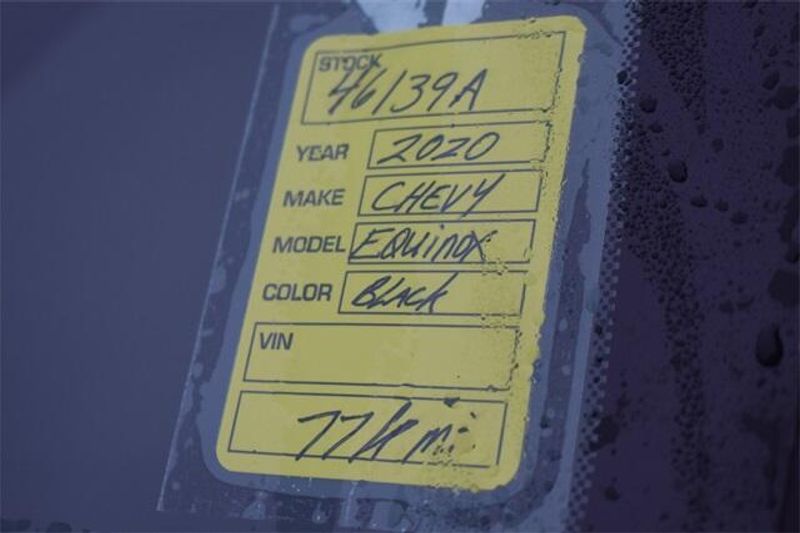 STOCK
46139A
YEAR 2020
MAKE CHEVY
MODEL EQUINOX
COLOR BLACK
VIN
77K mi